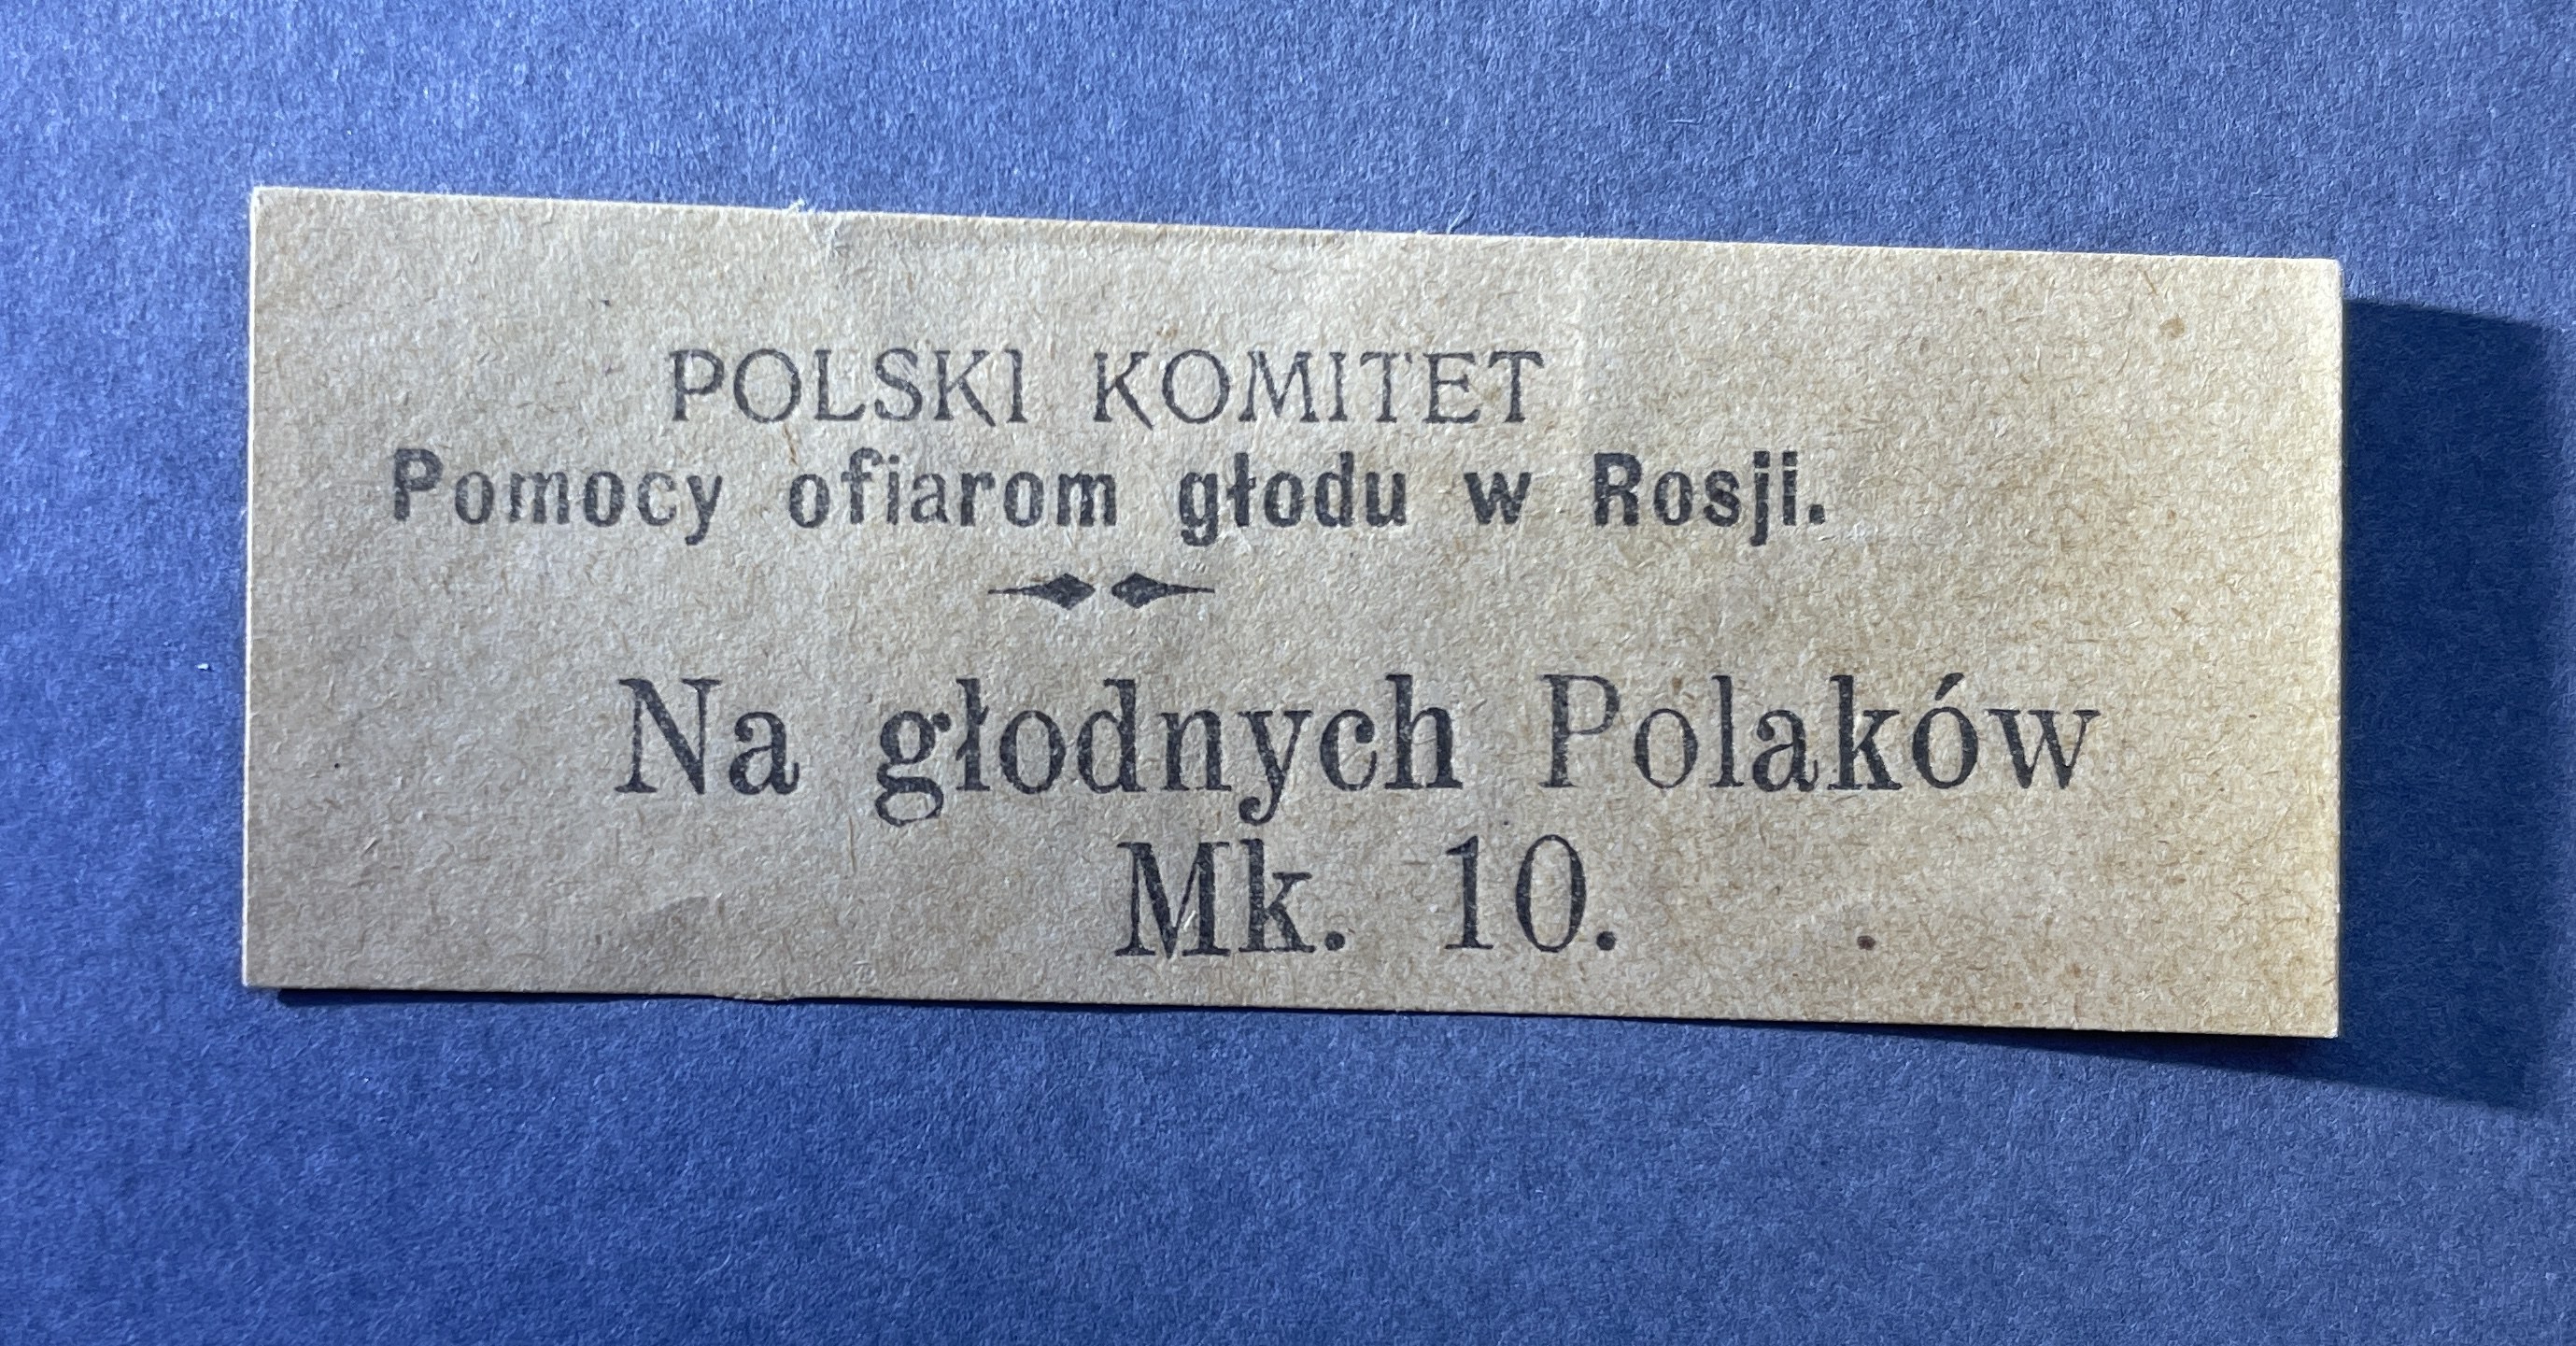 POLSKI KOMITET
Pomocy ofiarom głodu w Rosji.
Na głodnych Polaków
Mk. 10.